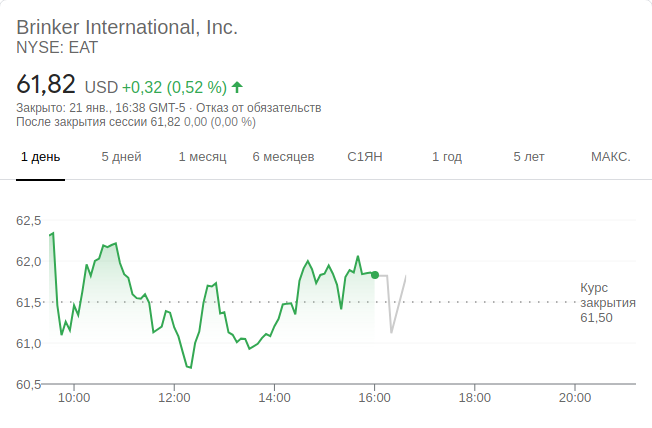 Brinker International, Inc.
NYSE: EAT
61,82 USD +0,32 (0,52 %)
Закрыто: 21 янв., 16:38 GMT-5 · Отказ от обязательств
После закрытия сессии 61,82 0,00 (0,00 %)
1 день 5 дней 1 месяц 6 месяцев С1ЯН 1 год 5 лет МАКС.
62,5
62,0
61,5
61,0
60,5
Курс
закрытия
61,50
10:00 12:00 14:00 16:00 18:00 20:00